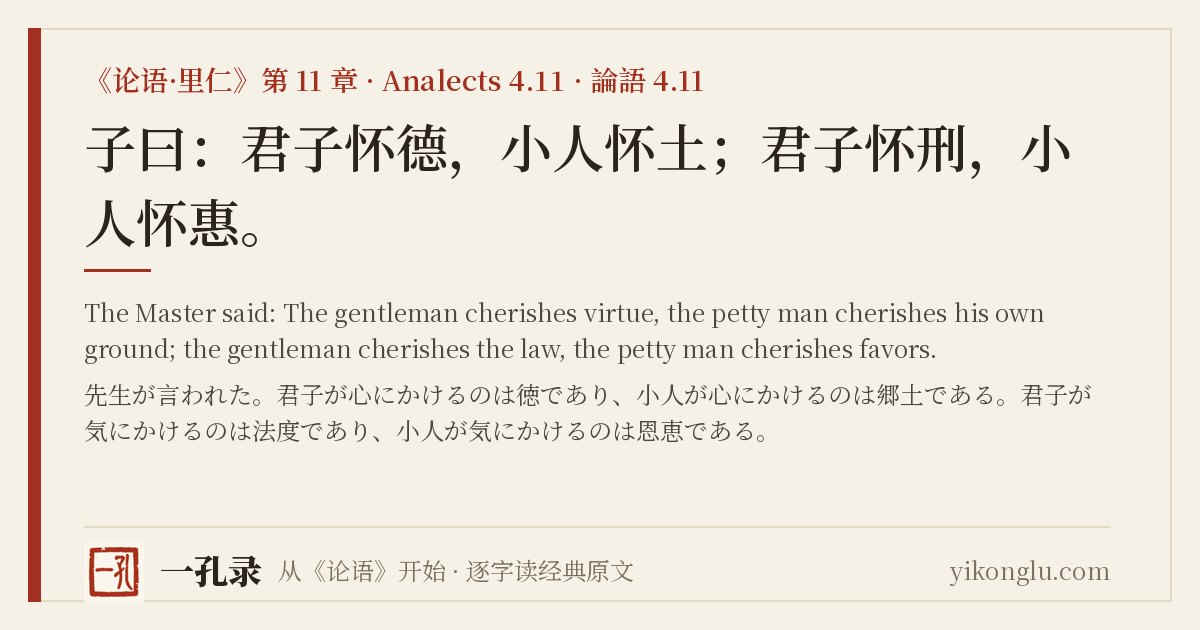 《论语·里仁》第 11 章 · Analects 4.11 · 論語 4.11
子曰：君子怀德，小人怀土；君子怀刑，小
人怀惠。
The Master said: The gentleman cherishes virtue, the petty man cherishes his own
ground; the gentleman cherishes the law, the petty man cherishes favors.
先生が言われた。君子が心にかけるのは徳であり、小人が心にかけるのは郷土である。君子が
気にかけるのは法度であり、小人が気にかけるのは恩恵である。
一孔
一孔录 从《论语》开始 · 逐字读经典原文 yikonglu.com